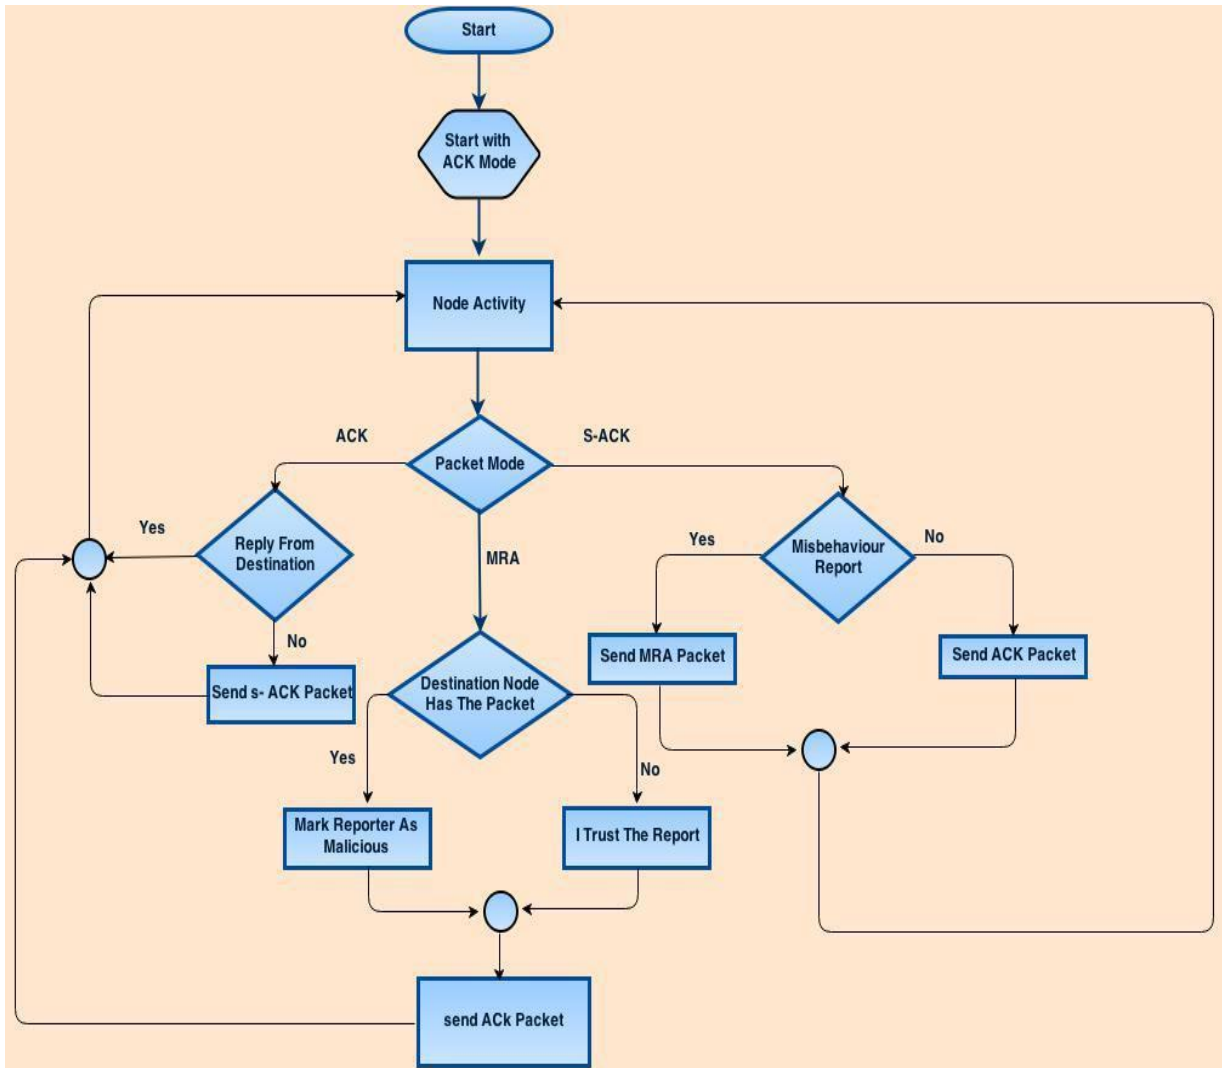 Start
Start with
ACK Mode
Node Activity
ACK
S-ACK
Packet Mode
Yes
Reply From
Destination
MRA
Yes
Misbehaviour
Report
No
No
Send s- ACK Packet
Destination Node
Has The Packet
Send MRA Packet
Send ACK Packet
Yes
No
Mark Reporter As
Malicious
I Trust The Report
send ACk Packet